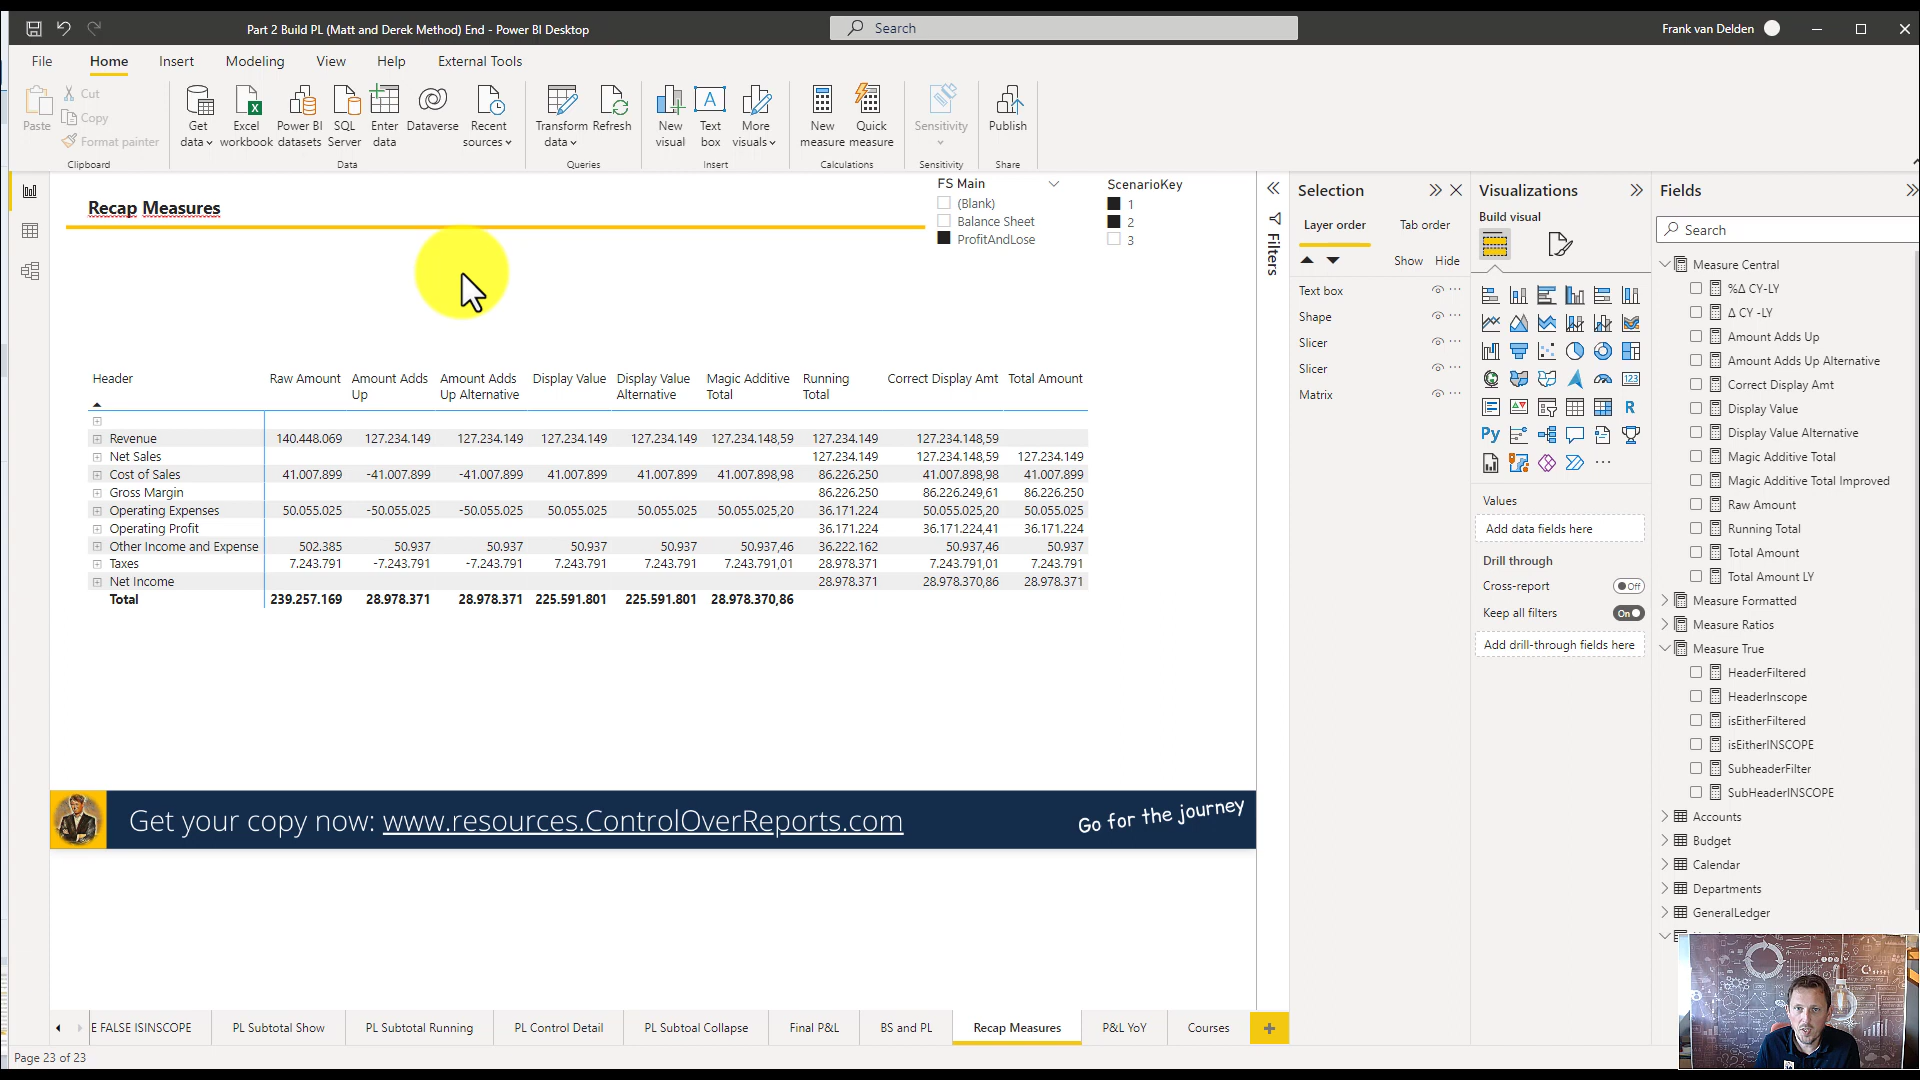 Part 2 Build PL (Matt and Derek Method) End - Power BI Desktop
Search
Frank van Delden
File Home Insert Modeling View Help External Tools
Paste
Cut
Copy
Format painter
Clipboard
Get data
Excel workbook
Power BI datasets
SQL Server
Enter data
Dataverse
Recent sources
Data
Transform data
Refresh
Queries
New visual
Text box
More visuals
Insert
New measure
Quick measure
Calculations
Sensitivity
Sensitivity
Publish
Share
Recap Measures
FS Main
(Blank)
Balance Sheet
ProfitAndLose
ScenarioKey
1
2
3
Header Raw Amount Amount Adds Up Amount Adds Up Alternative Display Value Display Value Alternative Magic Additive Total Running Total Correct Display Amt Total Amount
Revenue 140.448.069 127.234.149 127.234.149 127.234.149 127.234.149 127.234.148,59 127.234.149 127.234.148,59
Net Sales 127.234.149 127.234.148,59 127.234.149
Cost of Sales 41.007.899 -41.007.899 -41.007.899 41.007.899 41.007.899 41.007.898,98 86.226.250 41.007.898,98 41.007.899
Gross Margin 86.226.250 86.226.249,61 86.226.250
Operating Expenses 50.055.025 -50.055.025 -50.055.025 50.055.025 50.055.025 50.055.025,20 36.171.224 50.055.025,20 50.055.025
Operating Profit 36.171.224 36.171.224,41 36.171.224
Other Income and Expense 502.385 50.937 50.937 50.937 50.937 50.937,46 36.222.162 50.937,46 50.937
Taxes 7.243.791 -7.243.791 -7.243.791 7.243.791 7.243.791 7.243.791,01 28.978.371 7.243.791,01 7.243.791
Net Income 28.978.371 28.978.370,86 28.978.371
Total 239.257.169 28.978.371 28.978.371 225.591.801 225.591.801 28.978.370,86
Get your copy now: www.resources.ControlOverReports.com
Go for the journey
Filters
Selection
Layer order Tab order
Show Hide
Text box
Shape
Slicer
Slicer
Matrix
Visualizations
Build visual
123
R
Py
Values
Add data fields here
Drill through
Cross-report Off
Keep all filters On
Add drill-through fields here
Fields
Search
Measure Central
%Δ CY-LY
Δ CY -LY
Amount Adds Up
Amount Adds Up Alternative
Correct Display Amt
Display Value
Display Value Alternative
Magic Additive Total
Magic Additive Total Improved
Raw Amount
Running Total
Total Amount
Total Amount LY
Measure Formatted
Measure Ratios
Measure True
HeaderFiltered
HeaderInscope
isEitherFiltered
isEitherINSCOPE
SubheaderFilter
SubHeaderINSCOPE
Accounts
Budget
Calendar
Departments
GeneralLedger
E FALSE ISINSCOPE PL Subtotal Show PL Subtotal Running PL Control Detail PL Subtoal Collapse Final P&L BS and PL Recap Measures P&L YoY Courses
Page 23 of 23